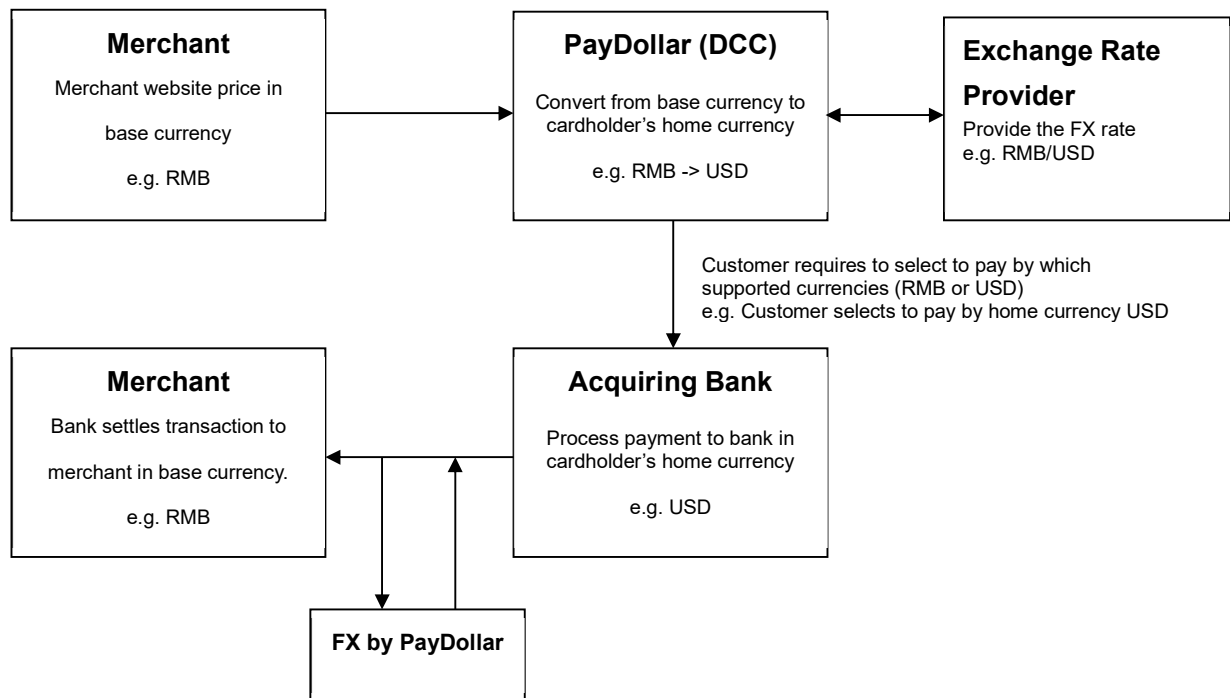 Merchant
Merchant website price in
base currency
e.g. RMB
PayDollar (DCC)
Convert from base currency to
cardholder’s home currency
e.g. RMB -> USD
Exchange Rate
Provider
Provide the FX rate
e.g. RMB/USD
Customer requires to select to pay by which
supported currencies (RMB or USD)
e.g. Customer selects to pay by home currency USD
Merchant
Bank settles transaction to
merchant in base currency.
e.g. RMB
Acquiring Bank
Process payment to bank in
cardholder’s home currency
e.g. USD
FX by PayDollar